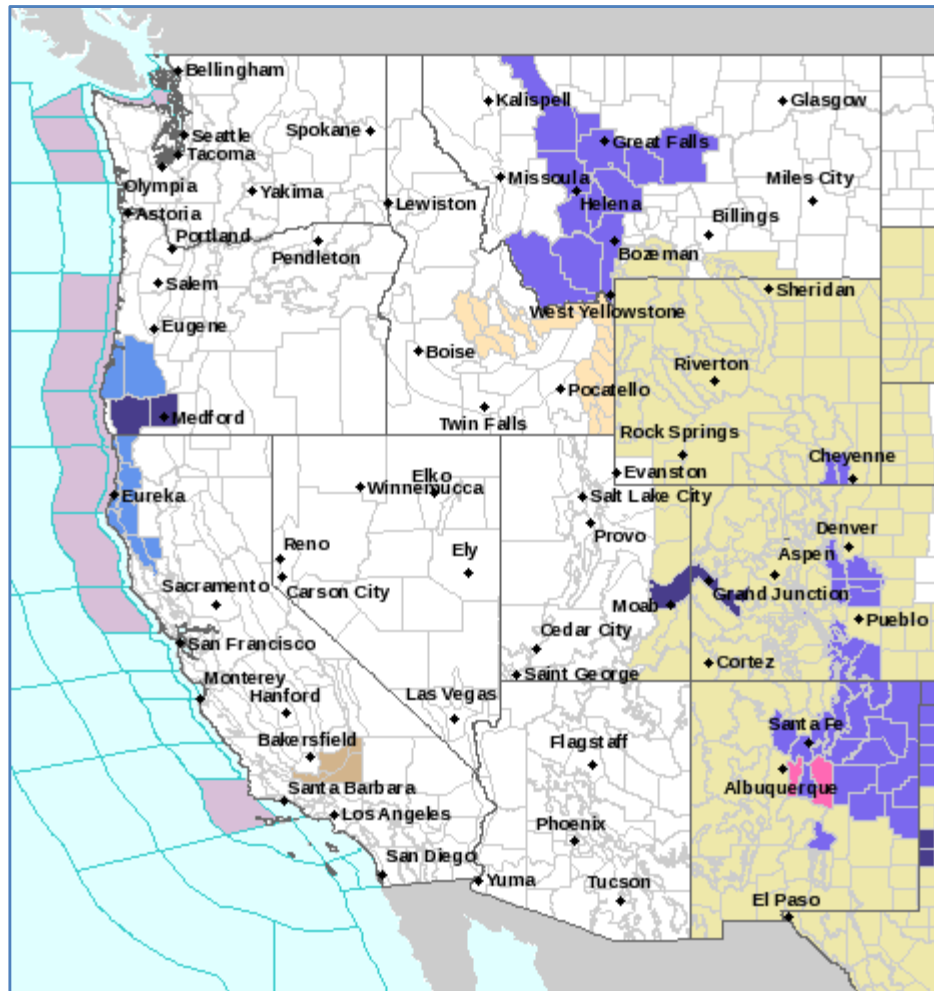 Bellingham
Kalispell
Glasgow
Seattle
Spokane
Great Falls
Tacoma
Missoula
Miles City
Olympia
Yakima
Helena
Lewiston
Astoria
Billings
Portland
Pendleton
Bozeman
Salem
Sheridan
West Yellowstone
Eugene
Boise
Riverton
Pocatello
Medford
Twin Falls
Rock Springs
Cheyenne
Elko
Evanston
Eureka
Winnemucca
Salt Lake City
Denver
Provo
Reno
Ely
Aspen
Sacramento
Carson City
Grand Junction
Moab
Pueblo
Cedar City
San Francisco
Cortez
Saint George
Monterey
Hanford
Las Vegas
Santa Fe
Bakersfield
Flagstaff
Santa Barbara
Albuquerque
Los Angeles
Phoenix
San Diego
Yuma
Tucson
El Paso